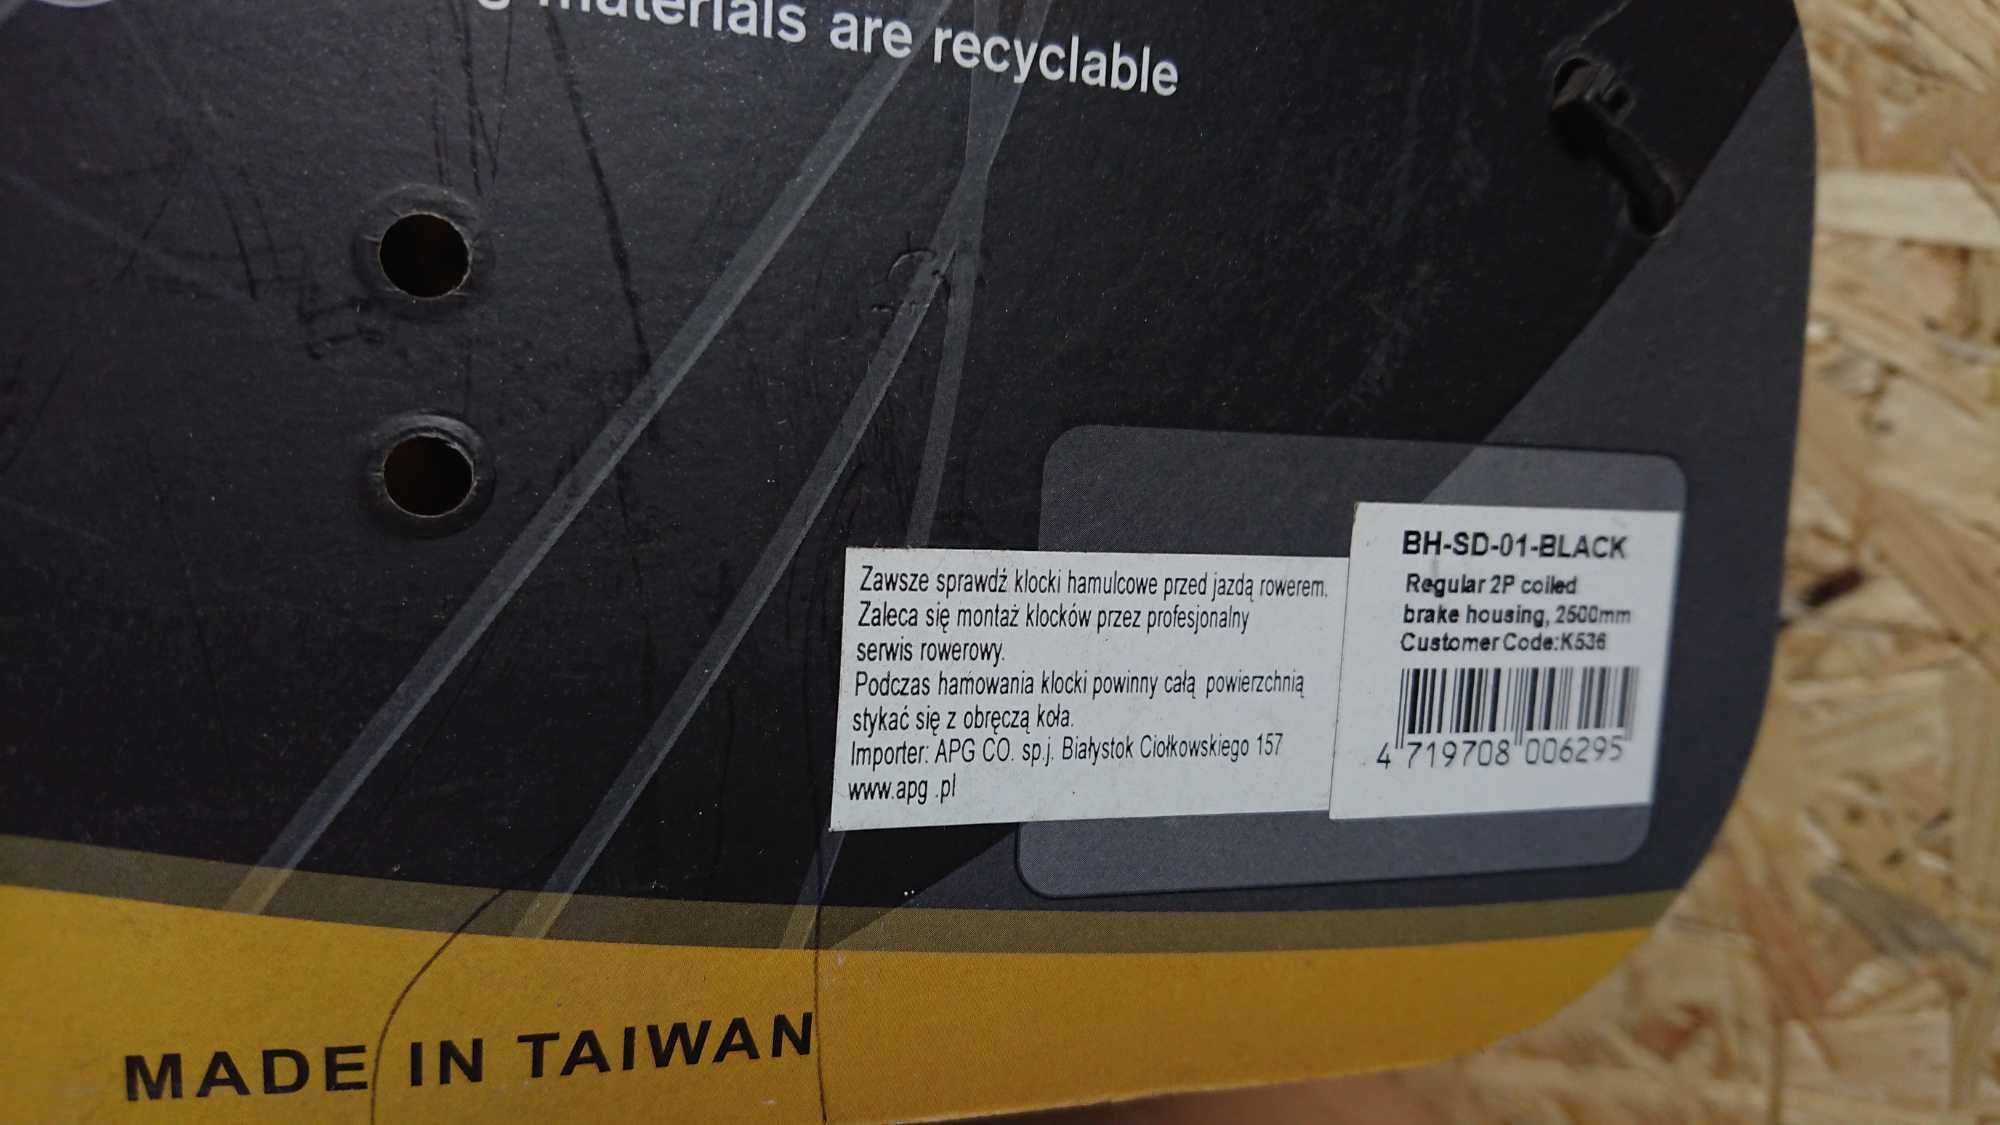 materials are recyclable
Zawsze sprawdź klocki hamulcowe przed jazdą rowerem.
Zaleca się montaż klocków przez profesjonalny
serwis rowerowy.
Podczas hamowania klocki powinny całą powierzchnią
stykać się z obręczą koła.
Importer: APG CO. sp.j. Białystok Ciołkowskiego 157
www.apg .pl
BH-SD-01-BLACK
Regular 2P coiled
brake housing, 2500mm
Customer Code:K536
4 719708 006295
MADE IN TAIWAN